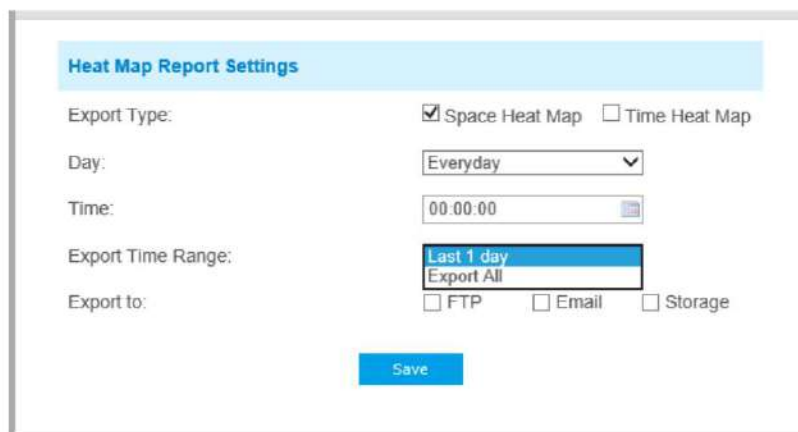 Heat Map Report Settings
Export Type: Space Heat Map Time Heat Map
Day: Everyday
Time: 00:00:00
Export Time Range: Last 1 day
Export All
Export to: FTP Email Storage
Save